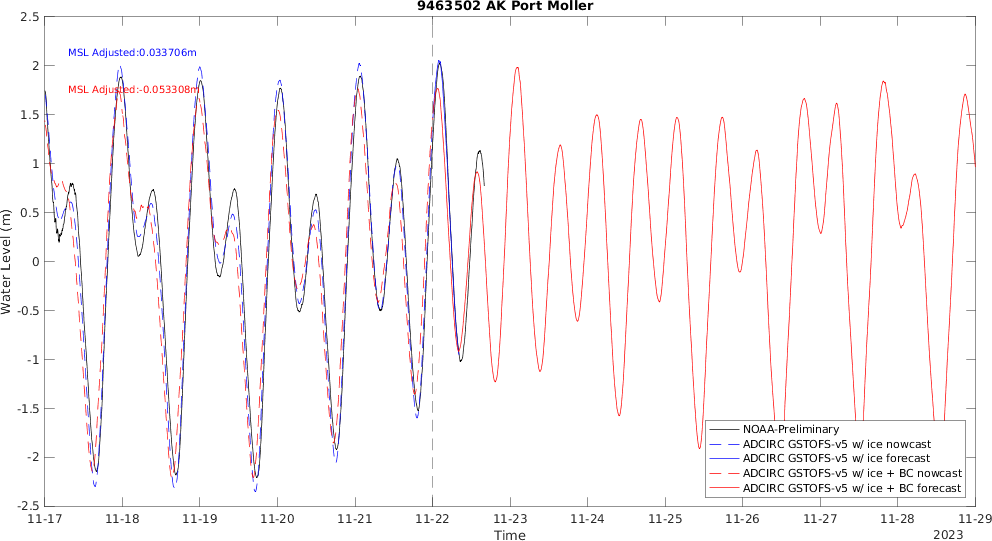 9463502 AK Port Moller
2.5
2
1.5
1
0.5
0
-0.5
-1
-1.5
-2
-2.5
Water Level (m)
MSL Adjusted:0.033706m
MSL Adjusted:-0.053308m
NOAA-Preliminary
ADCIRC GSTOFS-v5 w/ ice nowcast
ADCIRC GSTOFS-v5 w/ ice forecast
ADCIRC GSTOFS-v5 w/ ice + BC nowcast
ADCIRC GSTOFS-v5 w/ ice + BC forecast
11-17 11-18 11-19 11-20 11-21 11-22 11-23 11-24 11-25 11-26 11-27 11-28 11-29
Time
2023